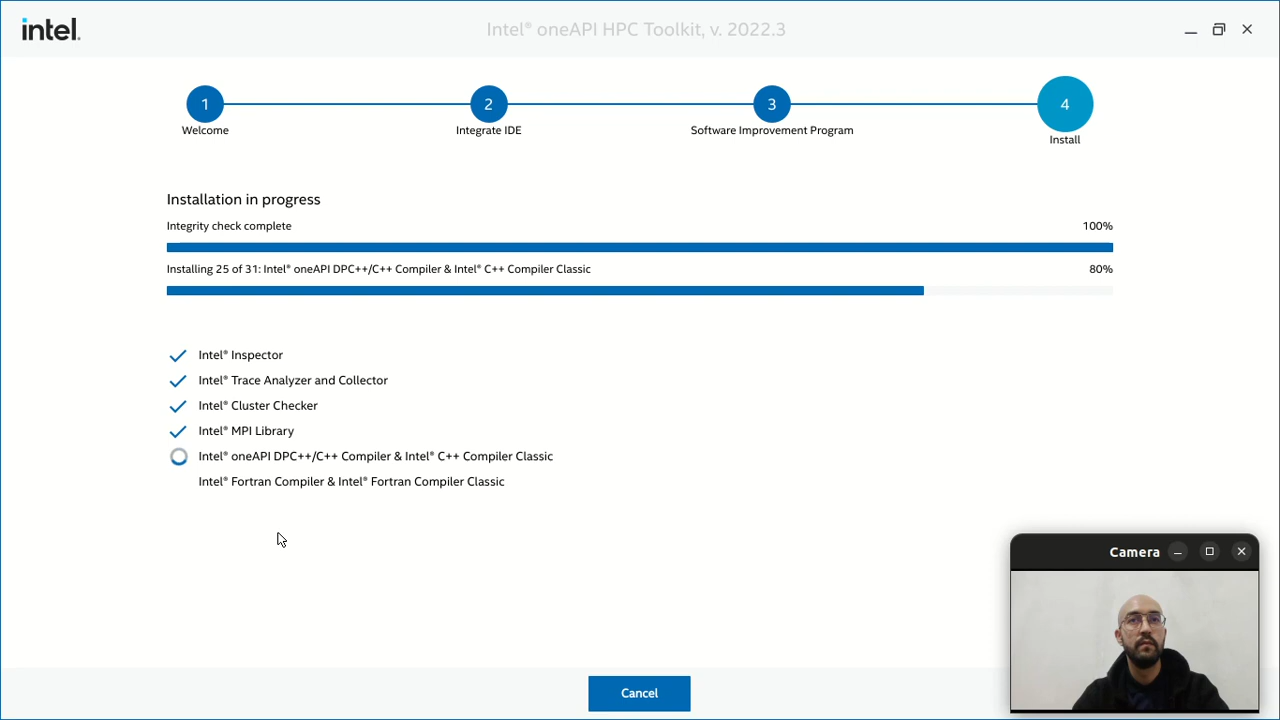 intel.
Intel® oneAPI HPC Toolkit, v. 2022.3
1
2
3
4
Welcome
Integrate IDE
Software Improvement Program
Install
Installation in progress
Integrity check complete
100%
Installing 25 of 31: Intel® oneAPI DPC++/C++ Compiler & Intel® C++ Compiler Classic
80%
Intel® Inspector
Intel® Trace Analyzer and Collector
Intel® Cluster Checker
Intel® MPI Library
Intel® oneAPI DPC++/C++ Compiler & Intel® C++ Compiler Classic
Intel® Fortran Compiler & Intel® Fortran Compiler Classic
Camera
Cancel